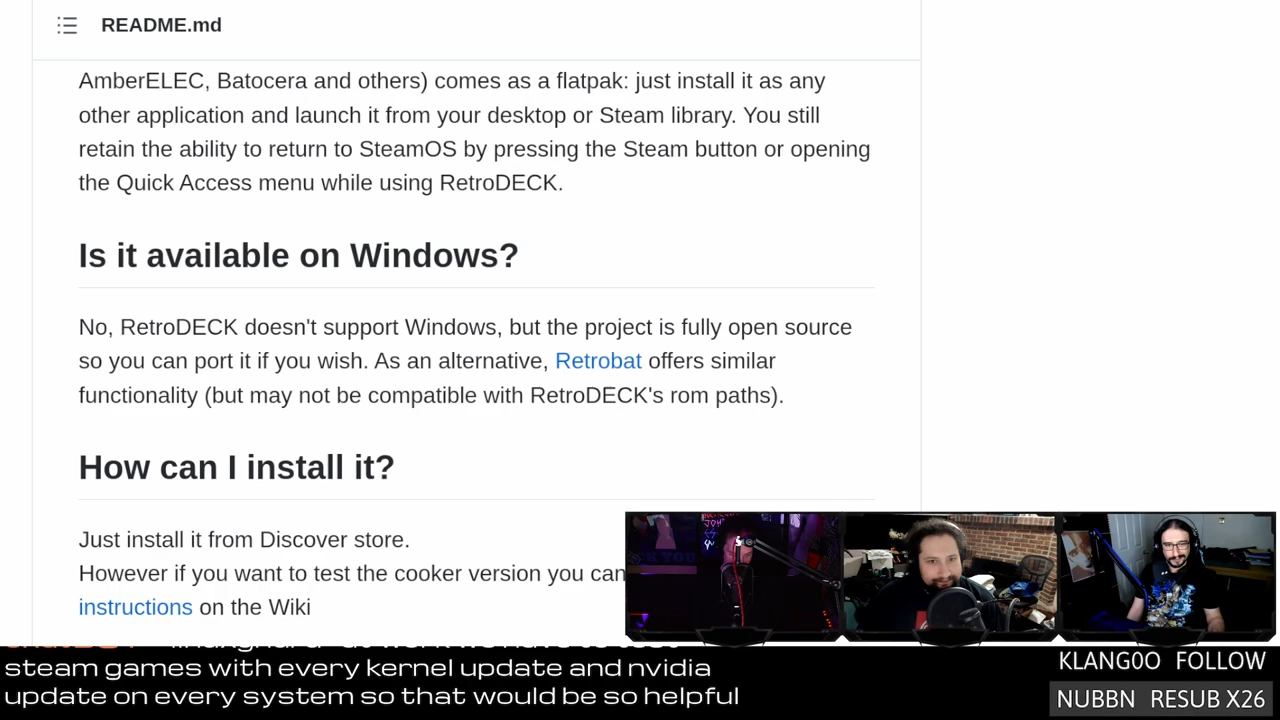 README.md
AmberELEC, Batocera and others) comes as a flatpak: just install it as any
other application and launch it from your desktop or Steam library. You still
retain the ability to return to SteamOS by pressing the Steam button or opening
the Quick Access menu while using RetroDECK.
Is it available on Windows?
No, RetroDECK doesn't support Windows, but the project is fully open source
so you can port it if you wish. As an alternative, Retrobat offers similar
functionality (but may not be compatible with RetroDECK's rom paths).
How can I install it?
Just install it from Discover store.
However if you want to test the cooker version you can
instructions on the Wiki
steam games with every kernel update and nvidia
update on every system so that would be so helpful
KLANG0O FOLLOW
NUBBN RESUB X26